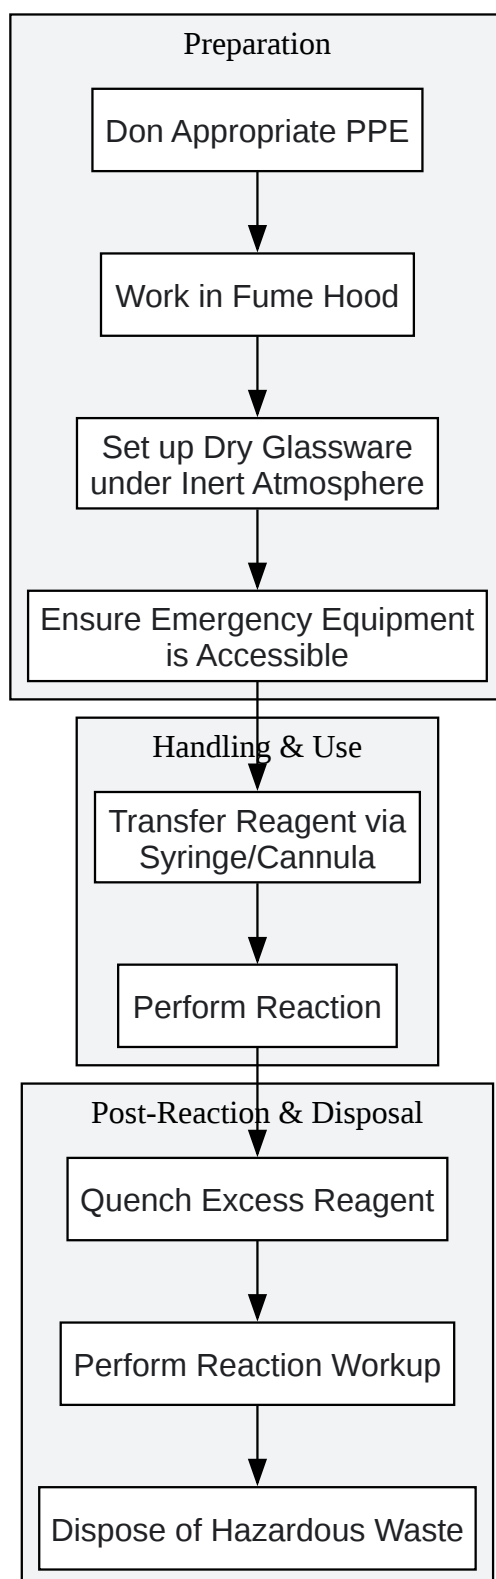 Preparation
Don Appropriate PPE
Work in Fume Hood
Set up Dry Glassware
under Inert Atmosphere
Ensure Emergency Equipment
is Accessible
Handling & Use
Transfer Reagent via
Syringe/Cannula
Perform Reaction
Post-Reaction & Disposal
Quench Excess Reagent
Perform Reaction Workup
Dispose of Hazardous Waste